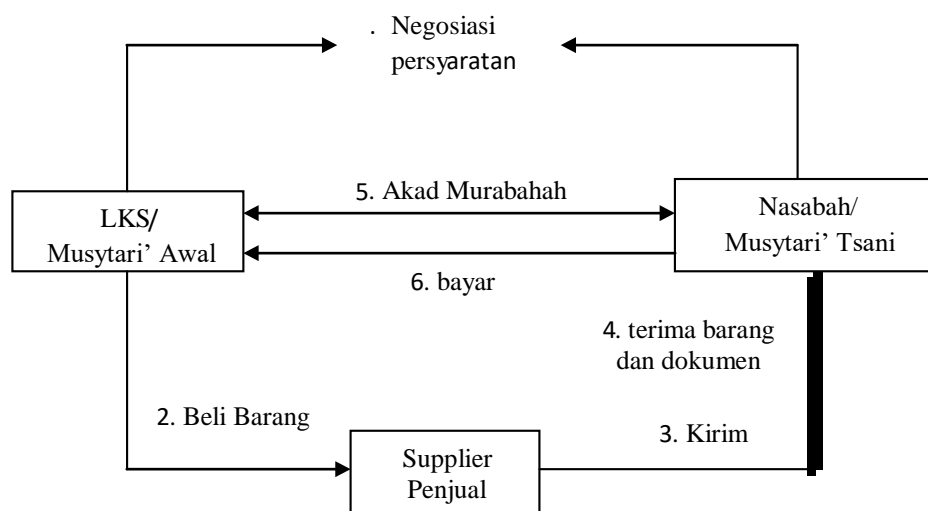 . Negosiasi
persyaratan
5. Akad Murabahah
LKS/
Musytari’ Awal
Nasabah/
Musytari’ Tsani
6. bayar
4. terima barang
dan dokumen
2. Beli Barang
3. Kirim
Supplier
Penjual